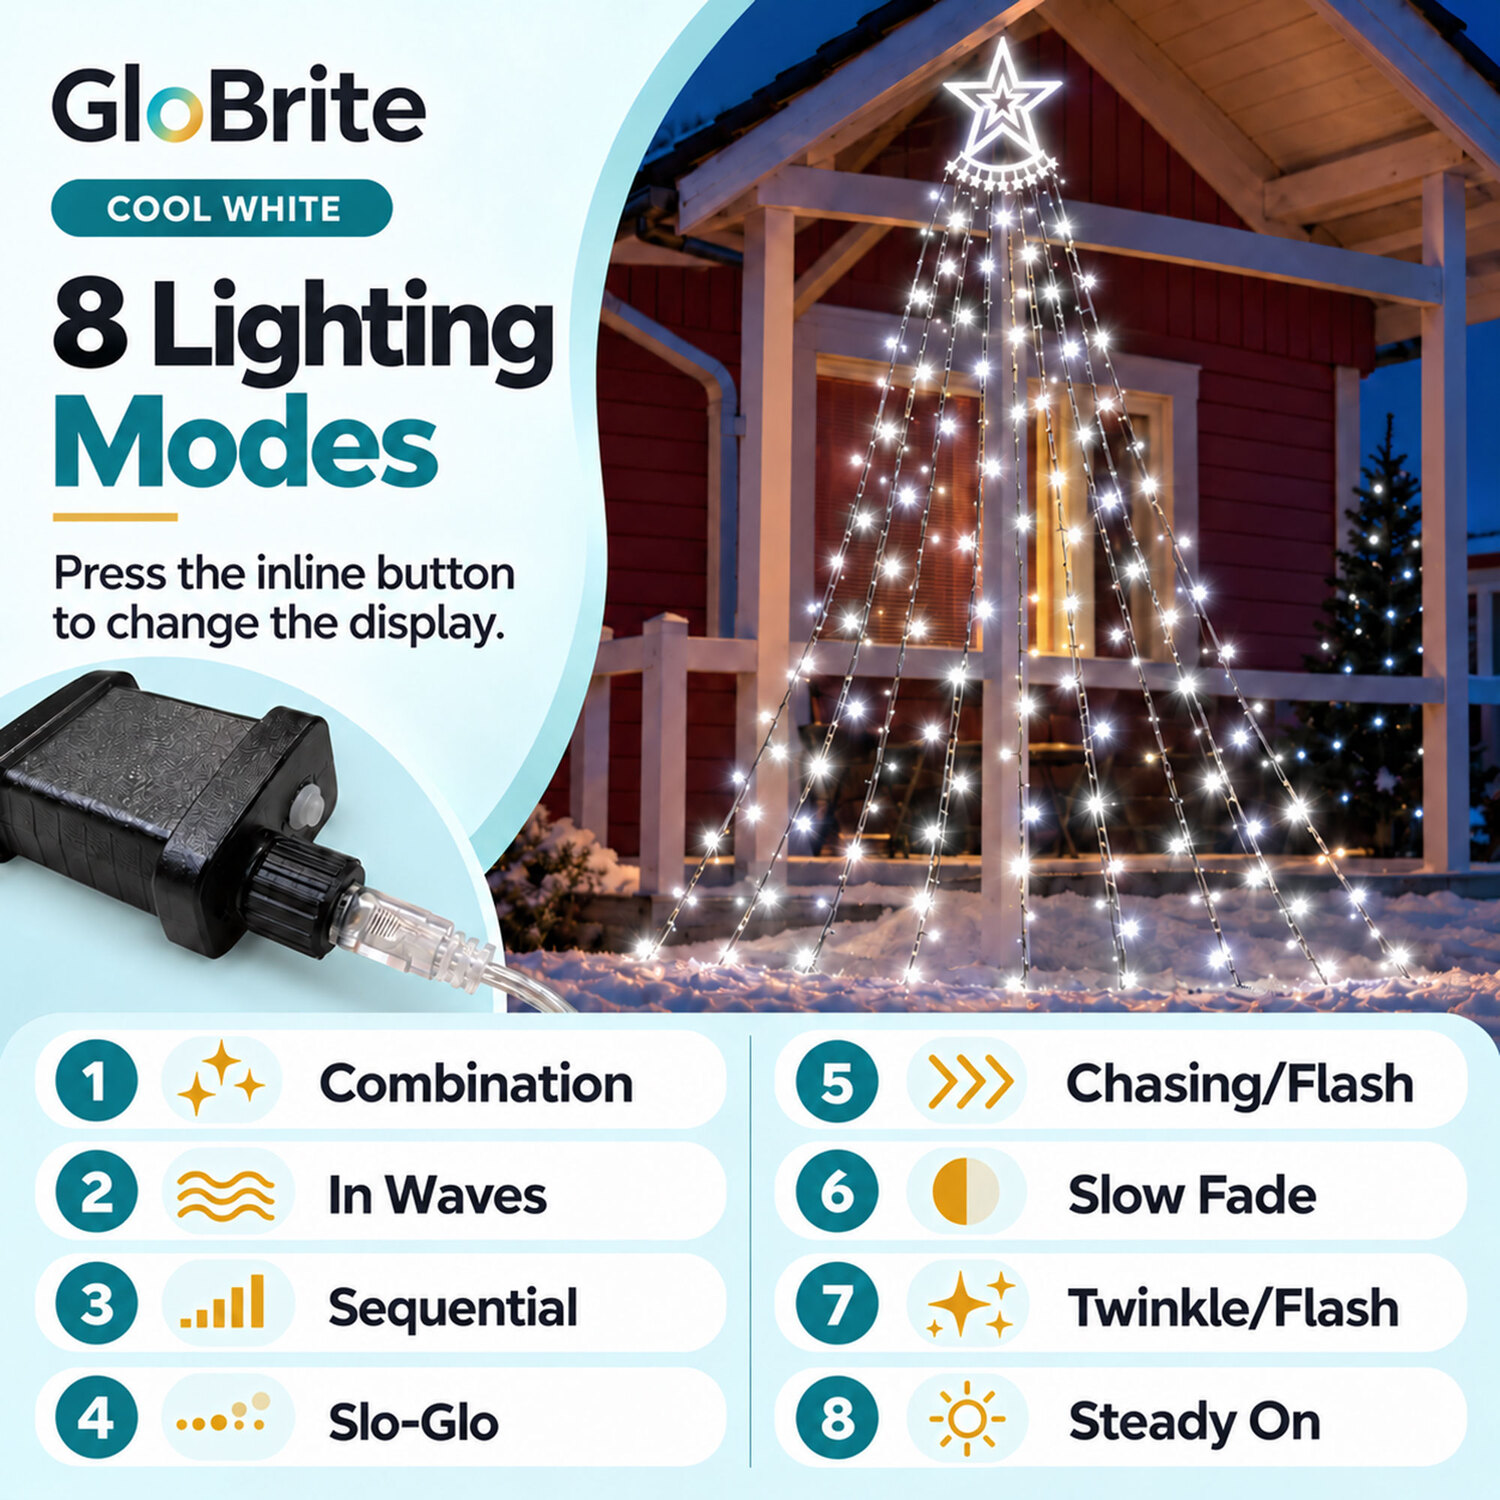 GloBrite
COOL WHITE
8 Lighting
Modes
Press the inline button
to change the display.
1 Combination
2 In Waves
3 Sequential
4 Slo-Glo
5 Chasing/Flash
6 Slow Fade
7 Twinkle/Flash
8 Steady On